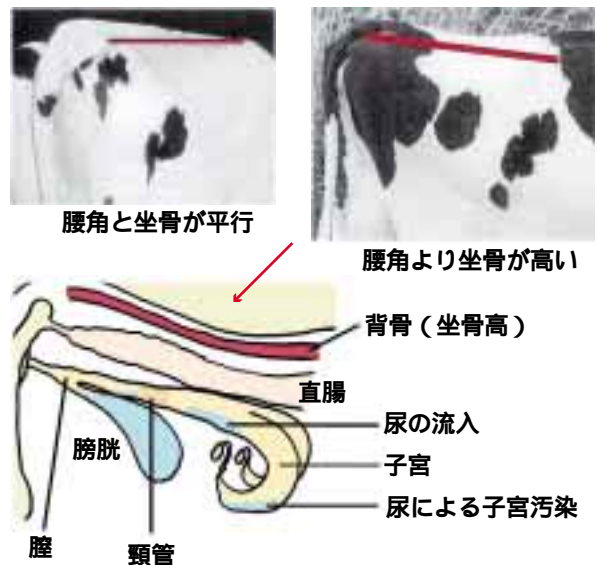 腰角と坐骨が平行
腰角より坐骨が高い
背骨（坐骨高）
直腸
尿の流入
膀胱
子宮
尿による子宮汚染
膣
頸管